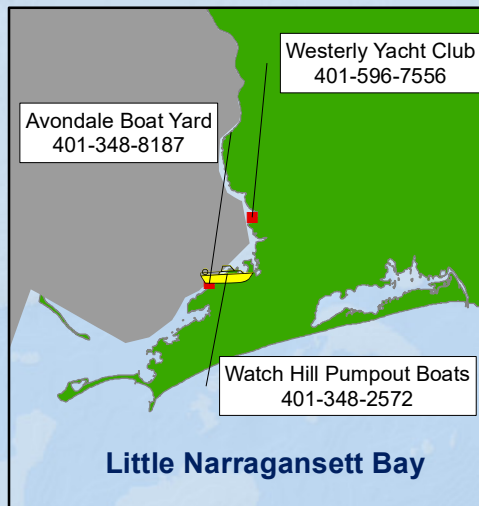 Westerly Yacht Club
401-596-7556
Avondale Boat Yard
401-348-8187
Watch Hill Pumpout Boats
401-348-2572
Little Narragansett Bay